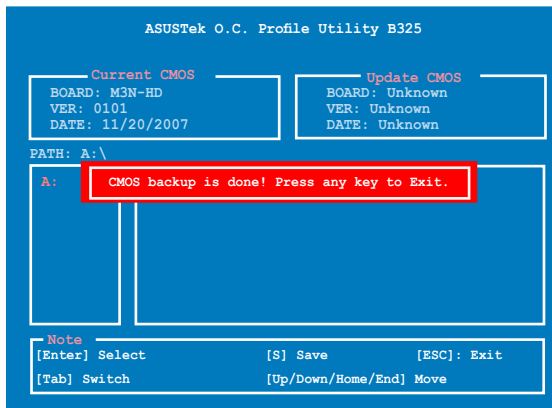 ASUSTek O.C. Profile Utility B325
Current CMOS
BOARD: M3N-HD
VER: 0101
DATE: 11/20/2007
Update CMOS
BOARD: Unknown
VER: Unknown
DATE: Unknown
PATH: A:\
A:
CMOS backup is done! Press any key to Exit.
Note
[Enter] Select [S] Save [ESC]: Exit
[Tab] Switch [Up/Down/Home/End] Move